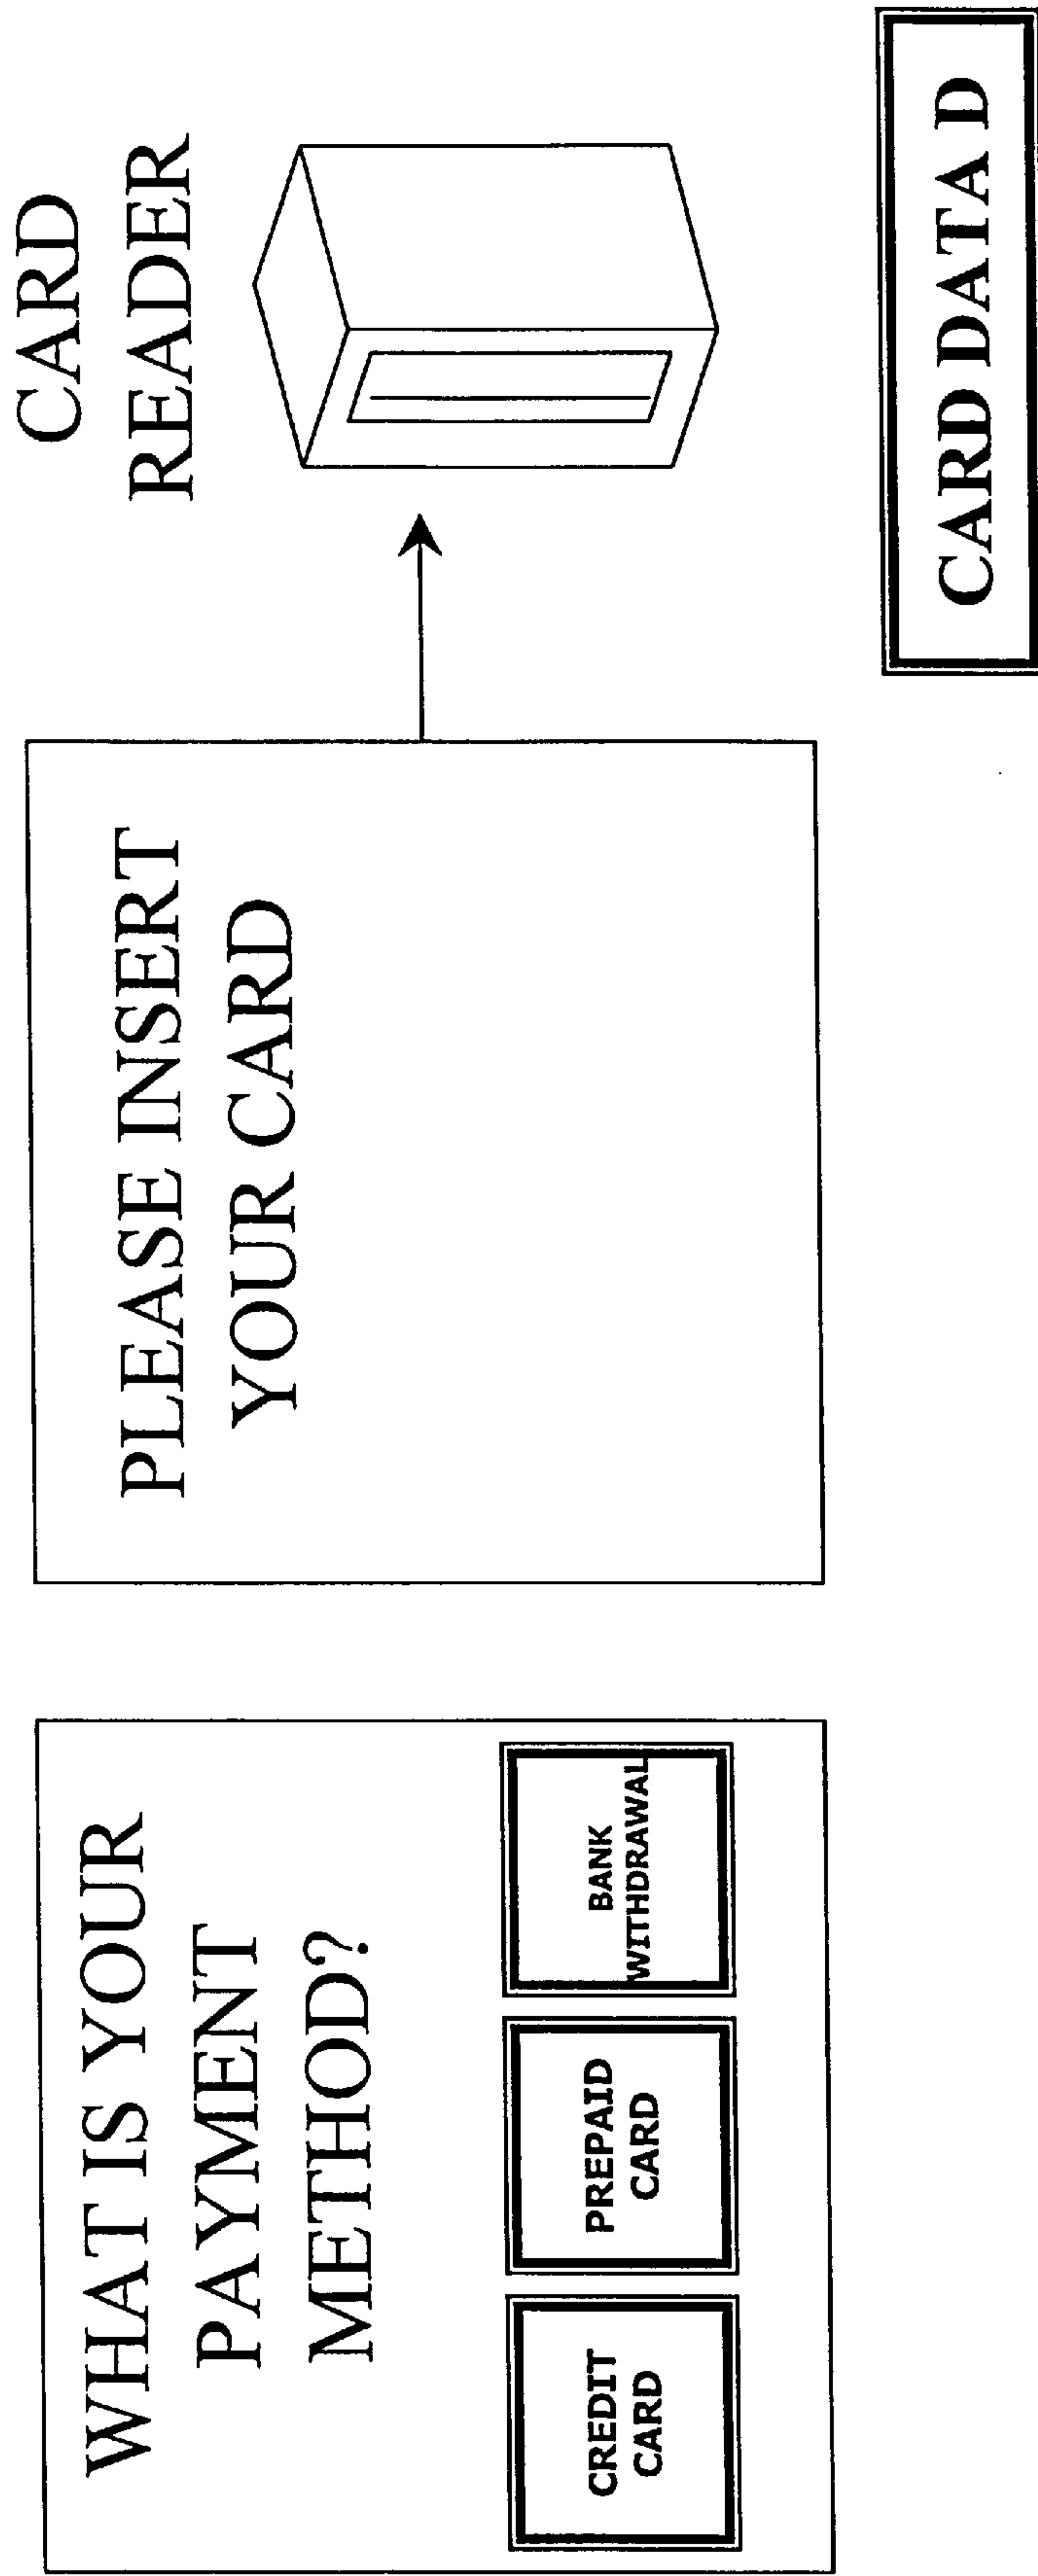 WHAT IS YOUR
PAYMENT
METHOD?
CREDIT
CARD
PREPAID
CARD
BANK
WITHDRAWAL
PLEASE INSERT
YOUR CARD
CARD
READER
CARD DATA D